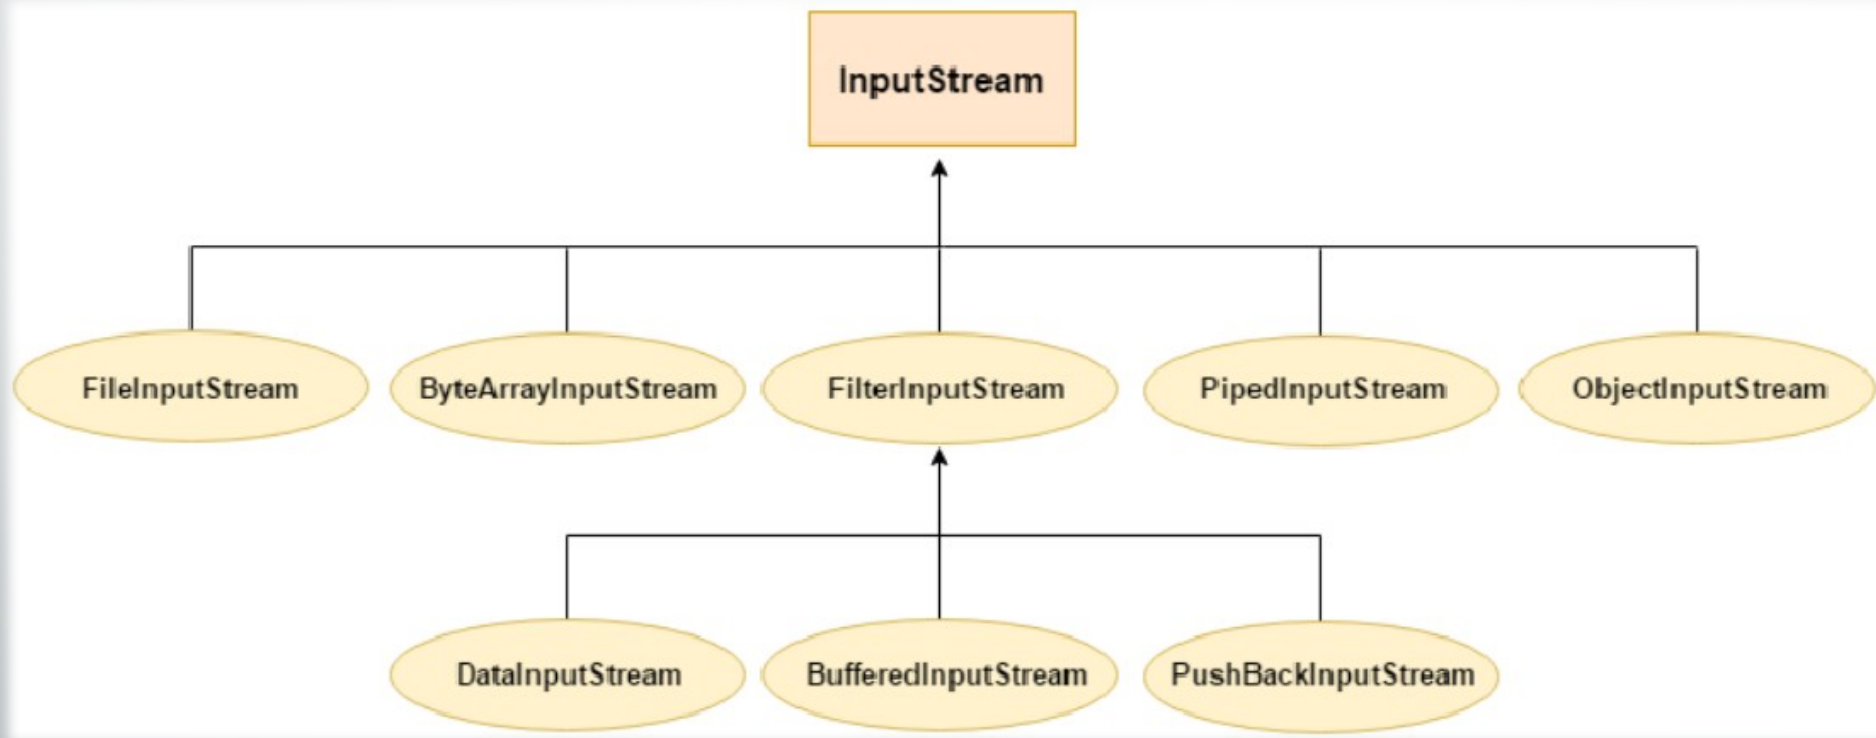 InputStream
FileInputStream
ByteArrayInputStream
FilterInputStream
PipedInputStream
ObjectInputStream
DataInputStream
BufferedInputStream
PushBackInputStream